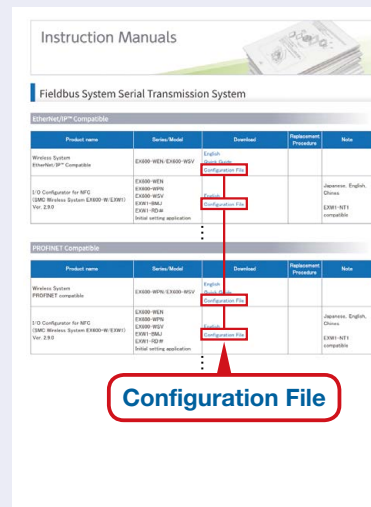 Instruction Manuals
Fieldbus System Serial Transmission System
EtherNet/IP™ Compatible
Product name Series/Model Download Replacement Procedure Note
Wireless System
EtherNet/IP™ Compatible
EX600-WEN/EX600-WSV
English
Quick Guide
Configuration File
I/O Configurator for NFC
(SMC Wireless System EX600-W/EXW1)
Ver. 2.9.0
EX600-WEN
EX600-WPN
EX600-WSV
EXW1-BMJ
EXW1-RD#
Initial setting application
English
Configuration File
Japanese, English,
Chines
EXW1-NT1
compatible
PROFINET Compatible
Product name Series/Model Download Replacement Procedure Note
Wireless System
PROFINET compatible
EX600-WPN/EX600-WSV
English
Quick Guide
Configuration File
I/O Configurator for NFC
(SMC Wireless System EX600-W/EXW1)
Ver. 2.9.0
EX600-WEN
EX600-WPN
EX600-WSV
EXW1-BMJ
EXW1-RD#
Initial setting application
English
Configuration File
Japanese, English,
Chines
EXW1-NT1
compatible
Configuration File